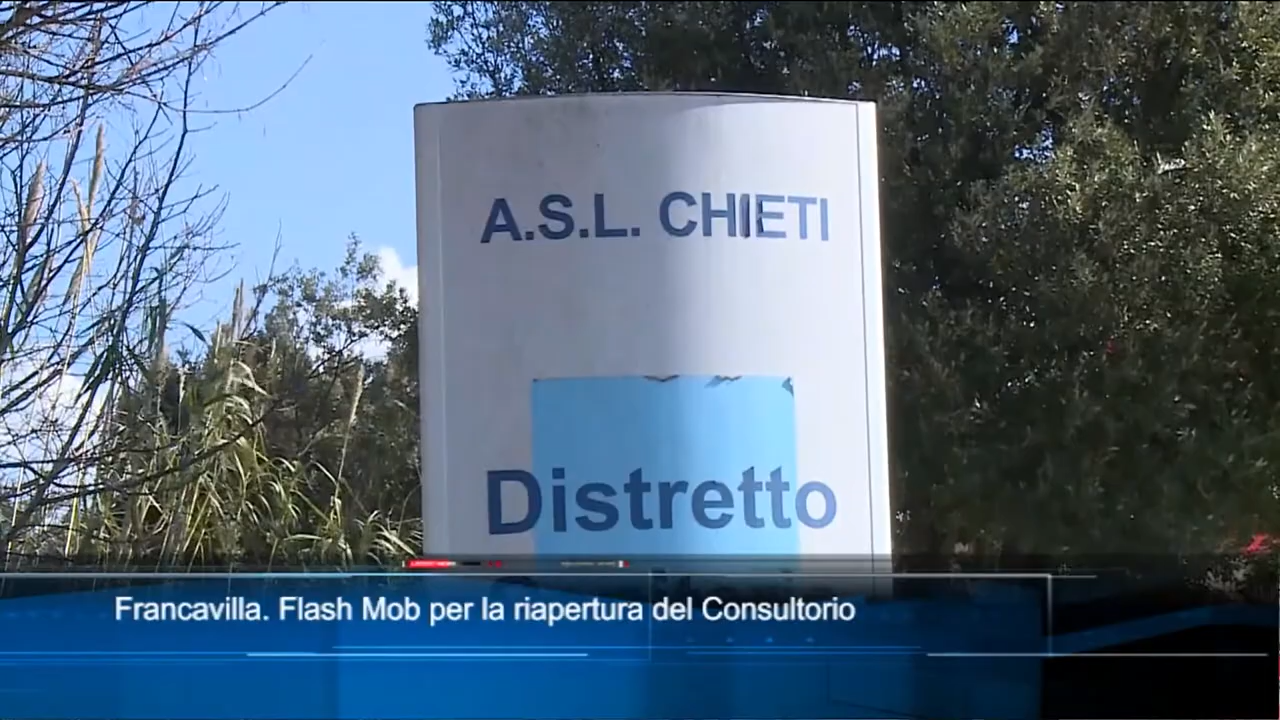 A.S.L. CHIETI
Distretto
Francavilla. Flash Mob per la riapertura del Consultorio